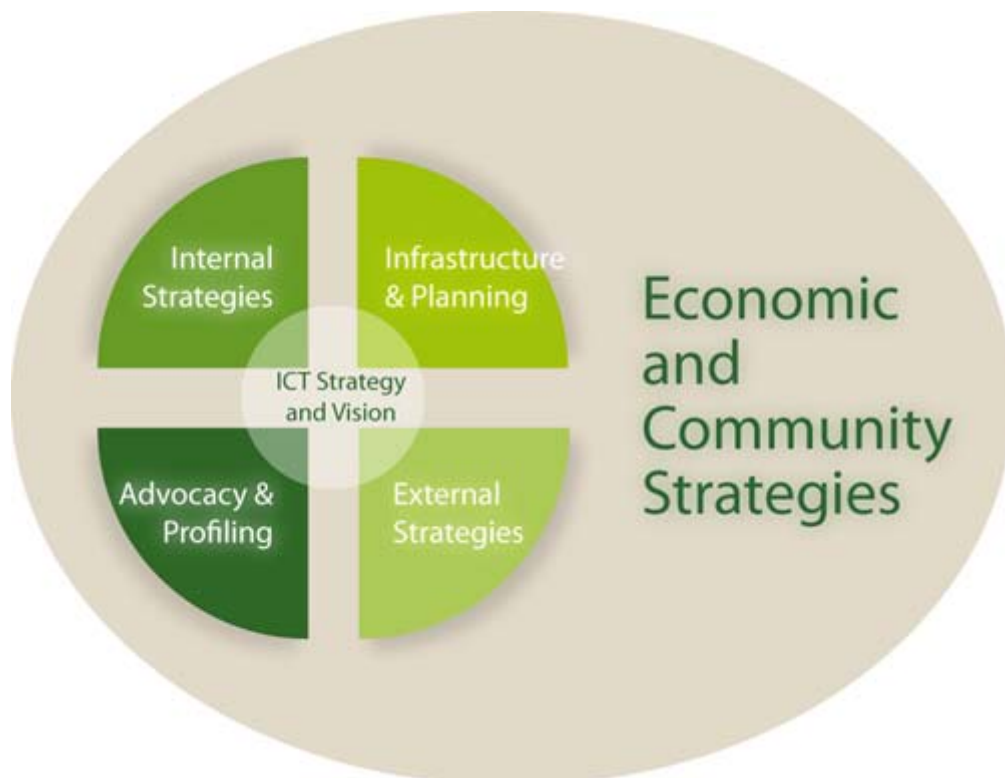 Internal
Strategies
Infrastructure
& Planning
ICT Strategy
and Vision
Advocacy &
Profiling
External
Strategies
Economic
and
Community
Strategies